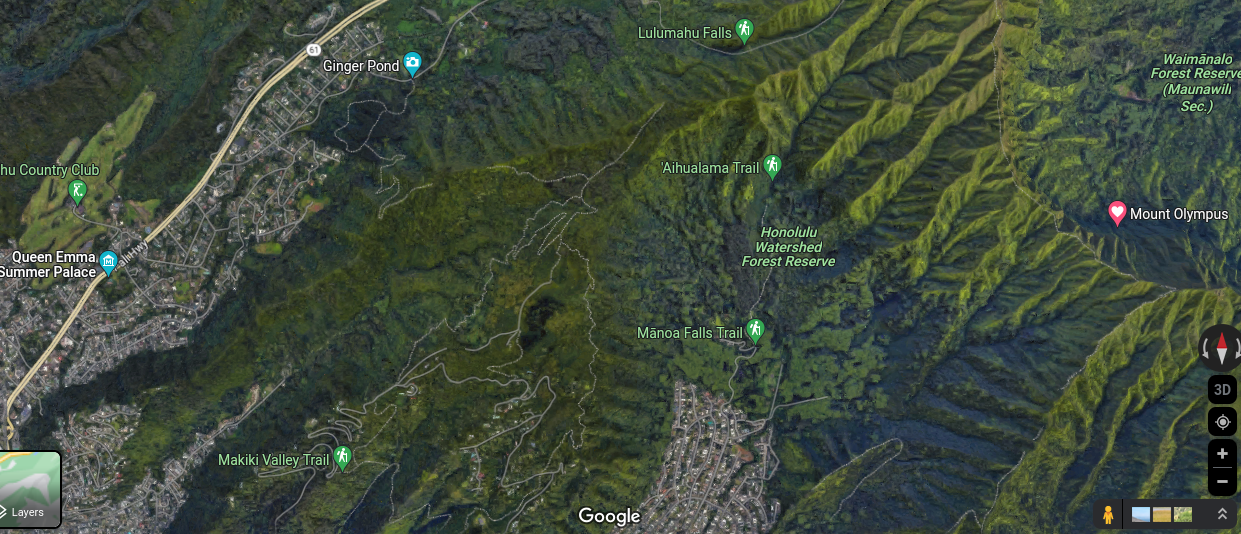 Lulumahu Falls
61
Ginger Pond
Waimānalo
Forest Reserve
(Maunawili
Sec.)
hu Country Club
'Aihualama Trail
Mount Olympus
Honolulu
Watershed
Forest Reserve
Queen Emma
Summer Palace
Mānoa Falls Trail
3D
Makiki Valley Trail
Layers
Google